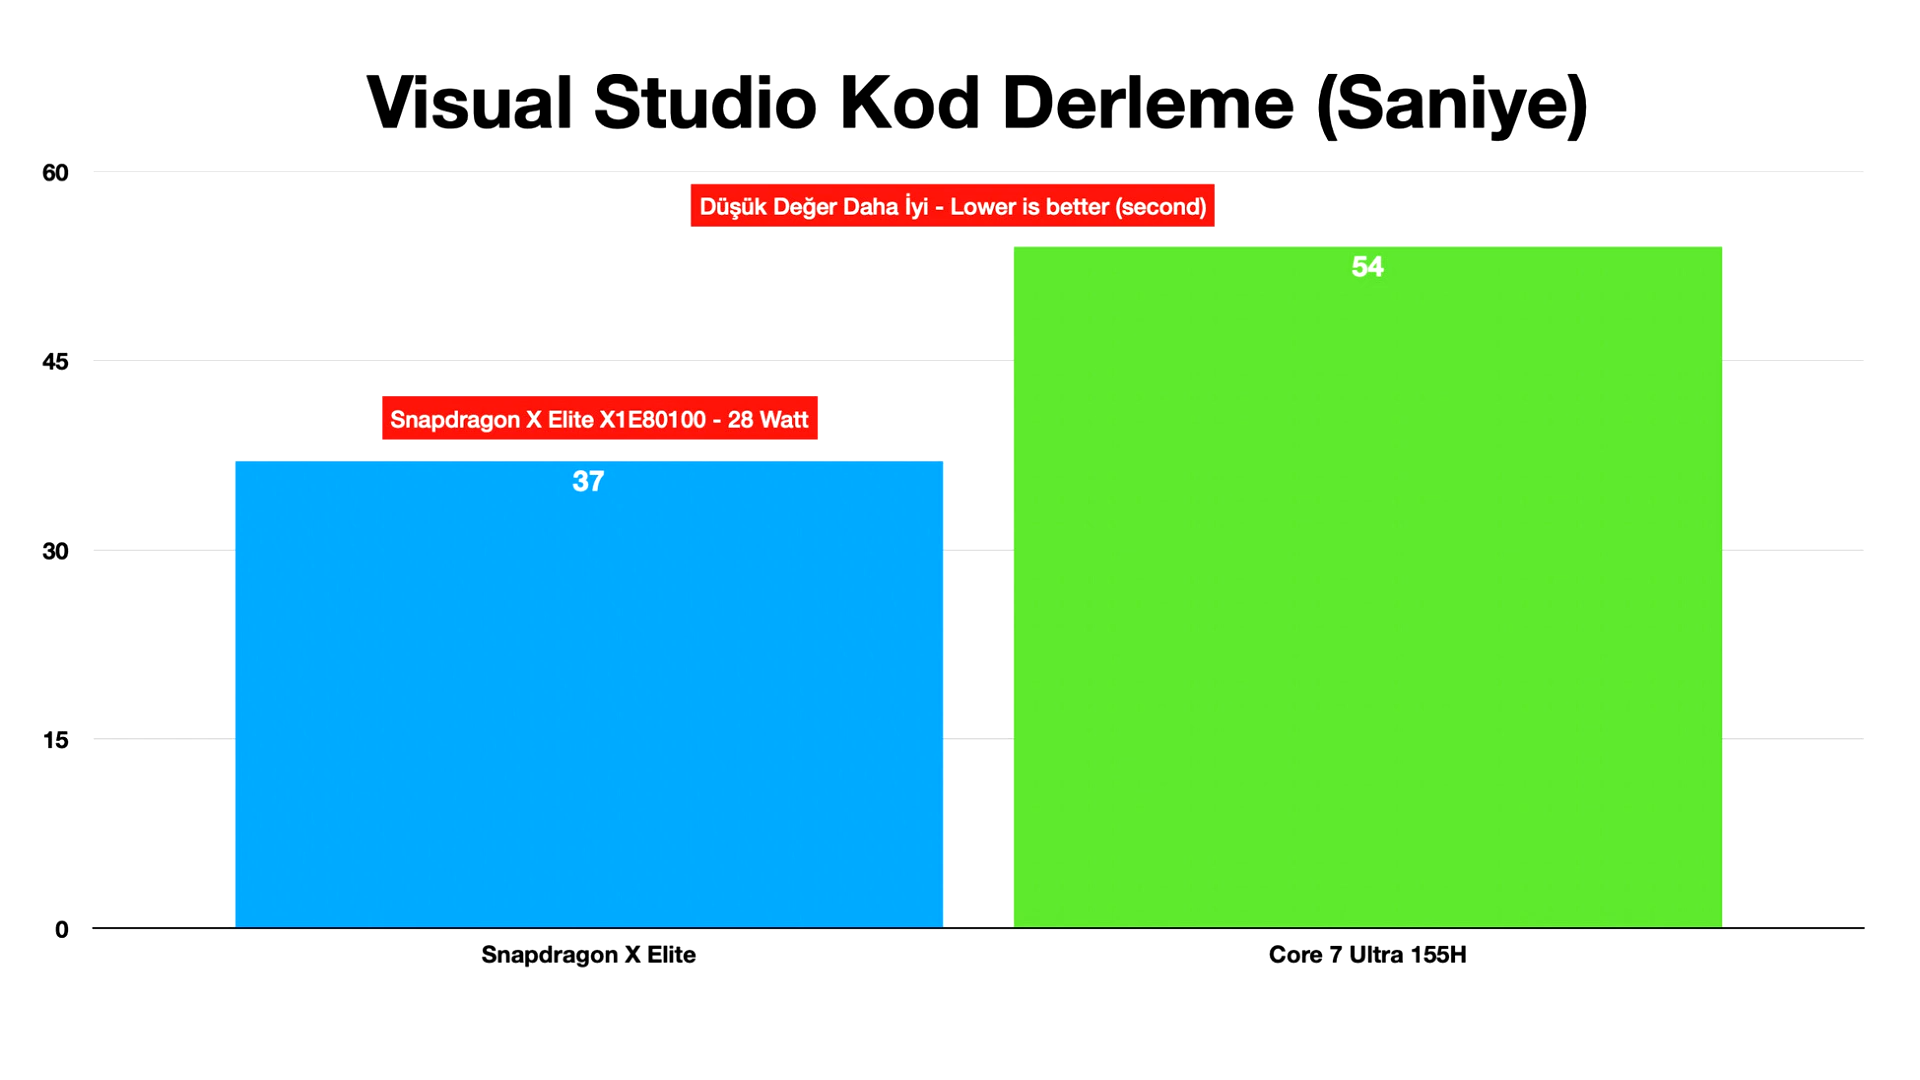 Visual Studio Kod Derleme (Saniye)
60
Düşük Değer Daha İyi - Lower is better (second)
54
45
Snapdragon X Elite X1E80100 - 28 Watt
37
30
15
0
Snapdragon X Elite
Core 7 Ultra 155H